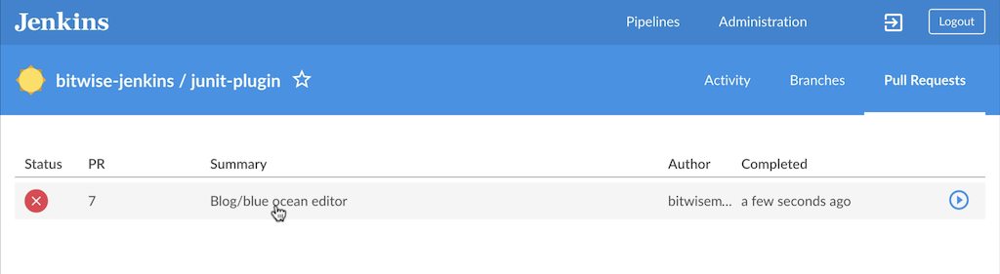 Jenkins Pipelines Administration Logout
bitwise-jenkins / junit-plugin Activity Branches Pull Requests
Status PR Summary Author Completed
7 Blog/blue ocean editor bitwisem... a few seconds ago